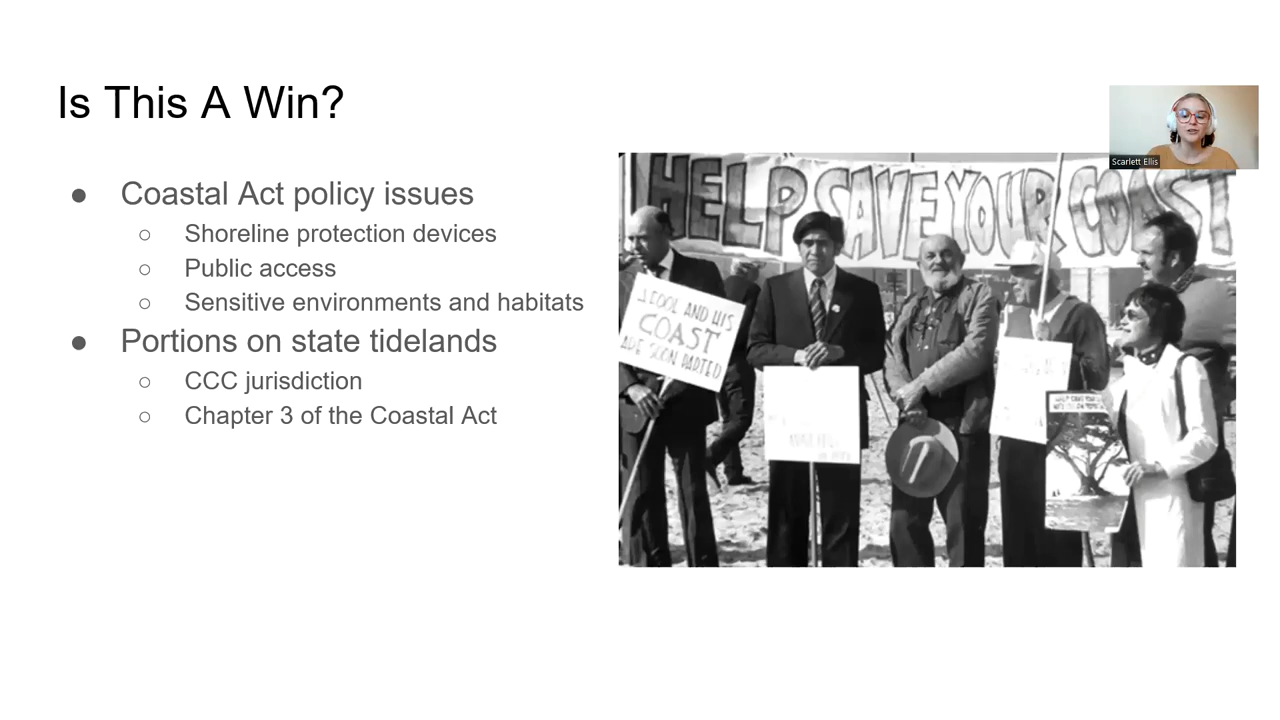 Is This A Win?
● Coastal Act policy issues
○ Shoreline protection devices
○ Public access
○ Sensitive environments and habitats
● Portions on state tidelands
○ CCC jurisdiction
○ Chapter 3 of the Coastal Act
Scarlett Ellis
HELP SAVE YOUR COAST
A FOOL AND HIS
COAST
ARE SOON PARTED